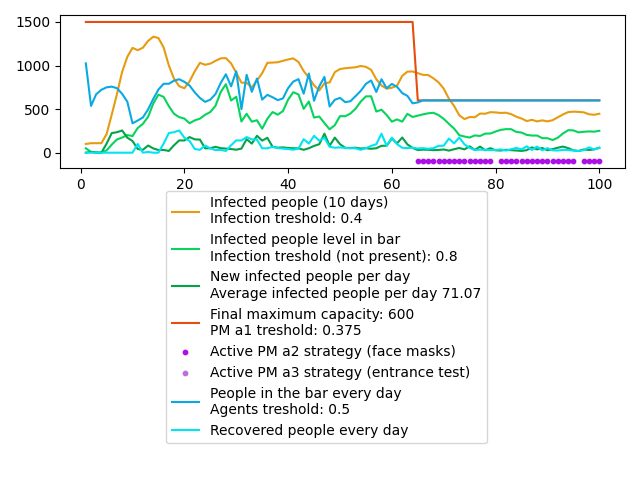 1500
1000
500
0
0 20 40 60 80 100
Infected people (10 days)
Infection treshold: 0.4
Infected people level in bar
Infection treshold (not present): 0.8
New infected people per day
Average infected people per day 71.07
Final maximum capacity: 600
PM a1 treshold: 0.375
Active PM a2 strategy (face masks)
Active PM a3 strategy (entrance test)
People in the bar every day
Agents treshold: 0.5
Recovered people every day